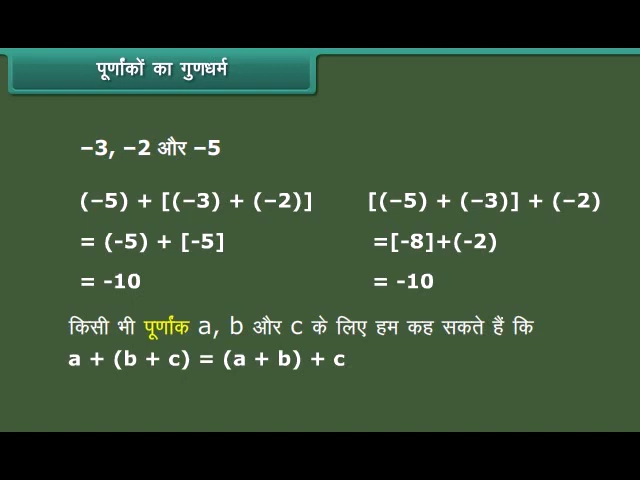 पूर्णांकों का गुणधर्म
–3, –2 और –5
(–5) + [(–3) + (–2)]
= (-5) + [-5]
= -10
[(–5) + (–3)] + (–2)
=[-8]+(-2)
= -10
किसी भी पूर्णांक a, b और c के लिए हम कह सकते हैं कि
a + (b + c) = (a + b) + c